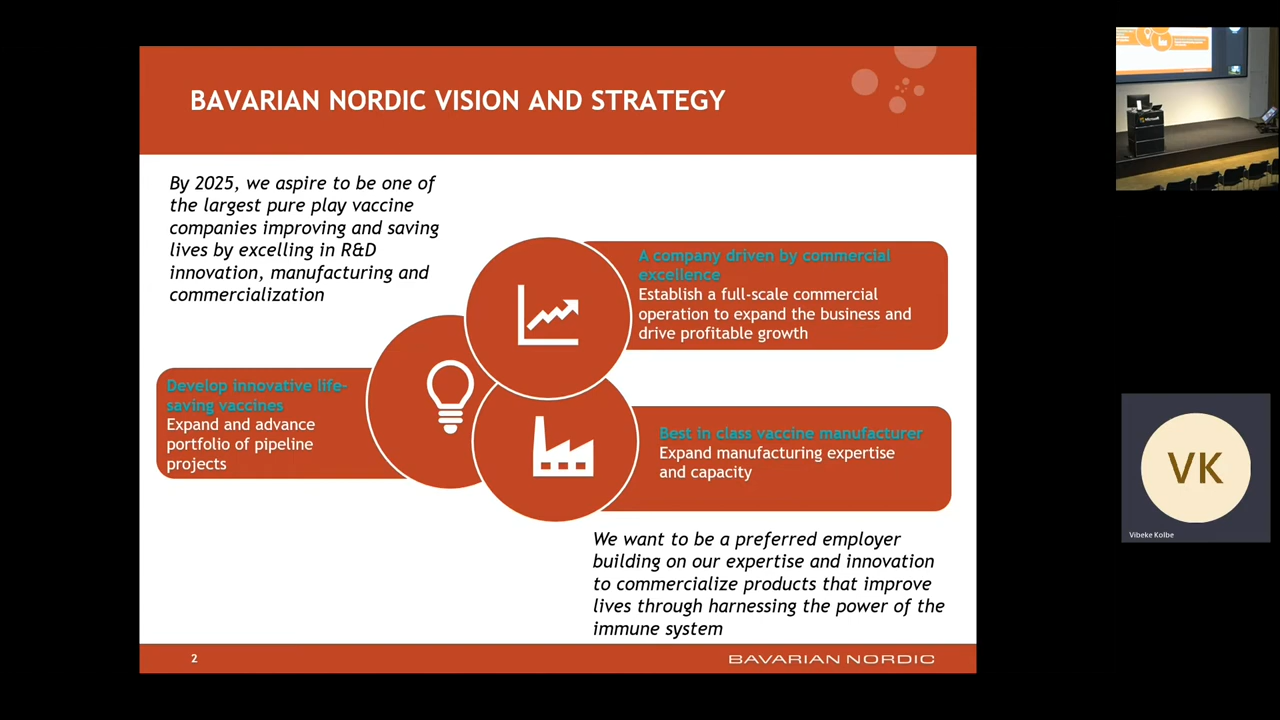 BAVARIAN NORDIC VISION AND STRATEGY
By 2025, we aspire to be one of
the largest pure play vaccine
companies improving and saving
lives by excelling in R&D
innovation, manufacturing and
commercialization
A company driven by commercial
excellence
Establish a full-scale commercial
operation to expand the business and
drive profitable growth
Develop innovative life-
saving vaccines
Expand and advance
portfolio of pipeline
projects
Best in class vaccine manufacturer
Expand manufacturing expertise
and capacity
We want to be a preferred employer
building on our expertise and innovation
to commercialize products that improve
lives through harnessing the power of the
immune system
2
BAVARIAN NORDIC
Microsoft
VK
Vibeke Kolbe